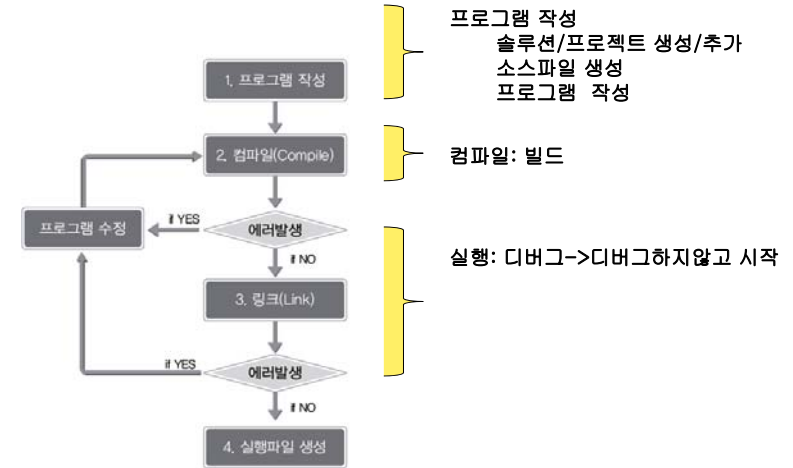 프로그램 작성
솔루션/프로젝트 생성/추가
소스파일 생성
프로그램 작성
1. 프로그램 작성
2. 컴파일(Compile)
컴파일: 빌드
프로그램 수정
if YES
에러발생
if NO
실행: 디버그->디버그하지않고 시작
3. 링크(Link)
if YES
에러발생
if NO
4. 실행파일 생성